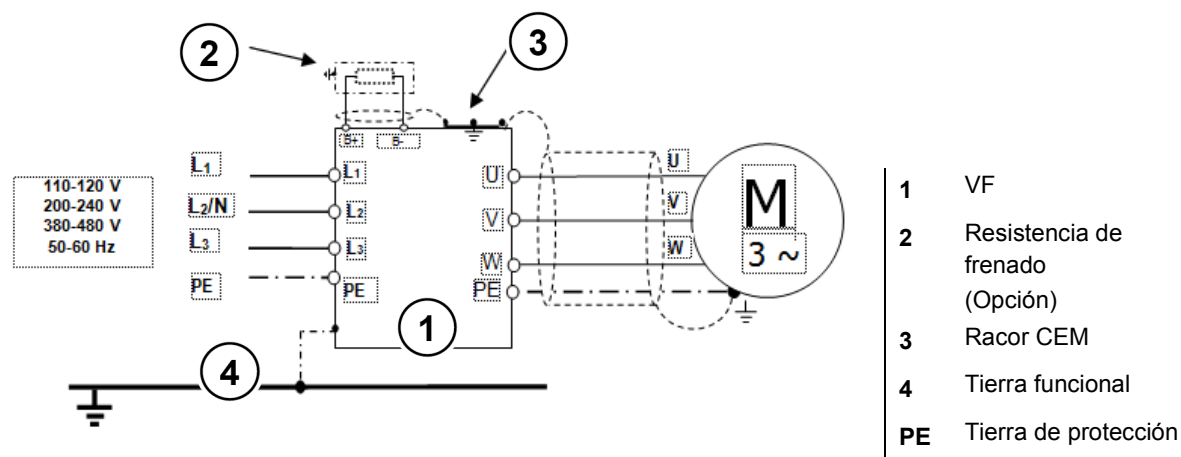 2
3
B+
B-
L1
L2/N
L3
PE
110-120 V
200-240 V
380-480 V
50-60 Hz
L1
L2
L3
PE
U
V
W
PE
U
V
W
M
3 ~
1
4
1 VF
2 Resistencia de
frenado
(Opción)
3 Racor CEM
4 Tierra funcional
PE Tierra de protección